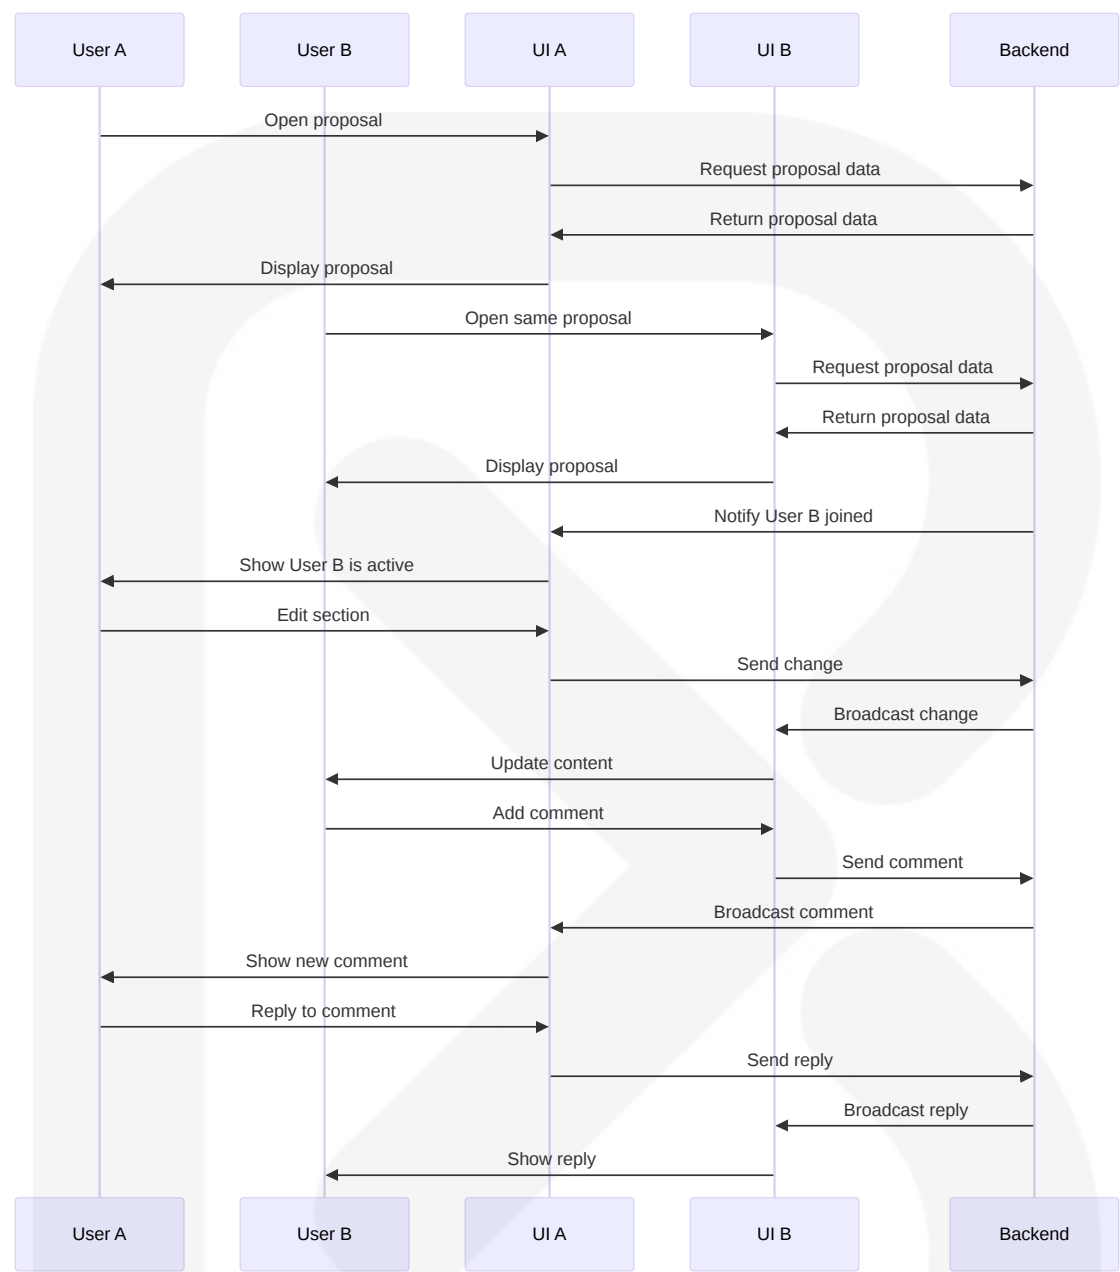 User A
User B
UI A
UI B
Backend
Open proposal
Request proposal data
Return proposal data
Display proposal
Open same proposal
Request proposal data
Return proposal data
Display proposal
Notify User B joined
Show User B is active
Edit section
Send change
Broadcast change
Update content
Add comment
Send comment
Broadcast comment
Show new comment
Reply to comment
Send reply
Broadcast reply
Show reply
User A
User B
UI A
UI B
Backend